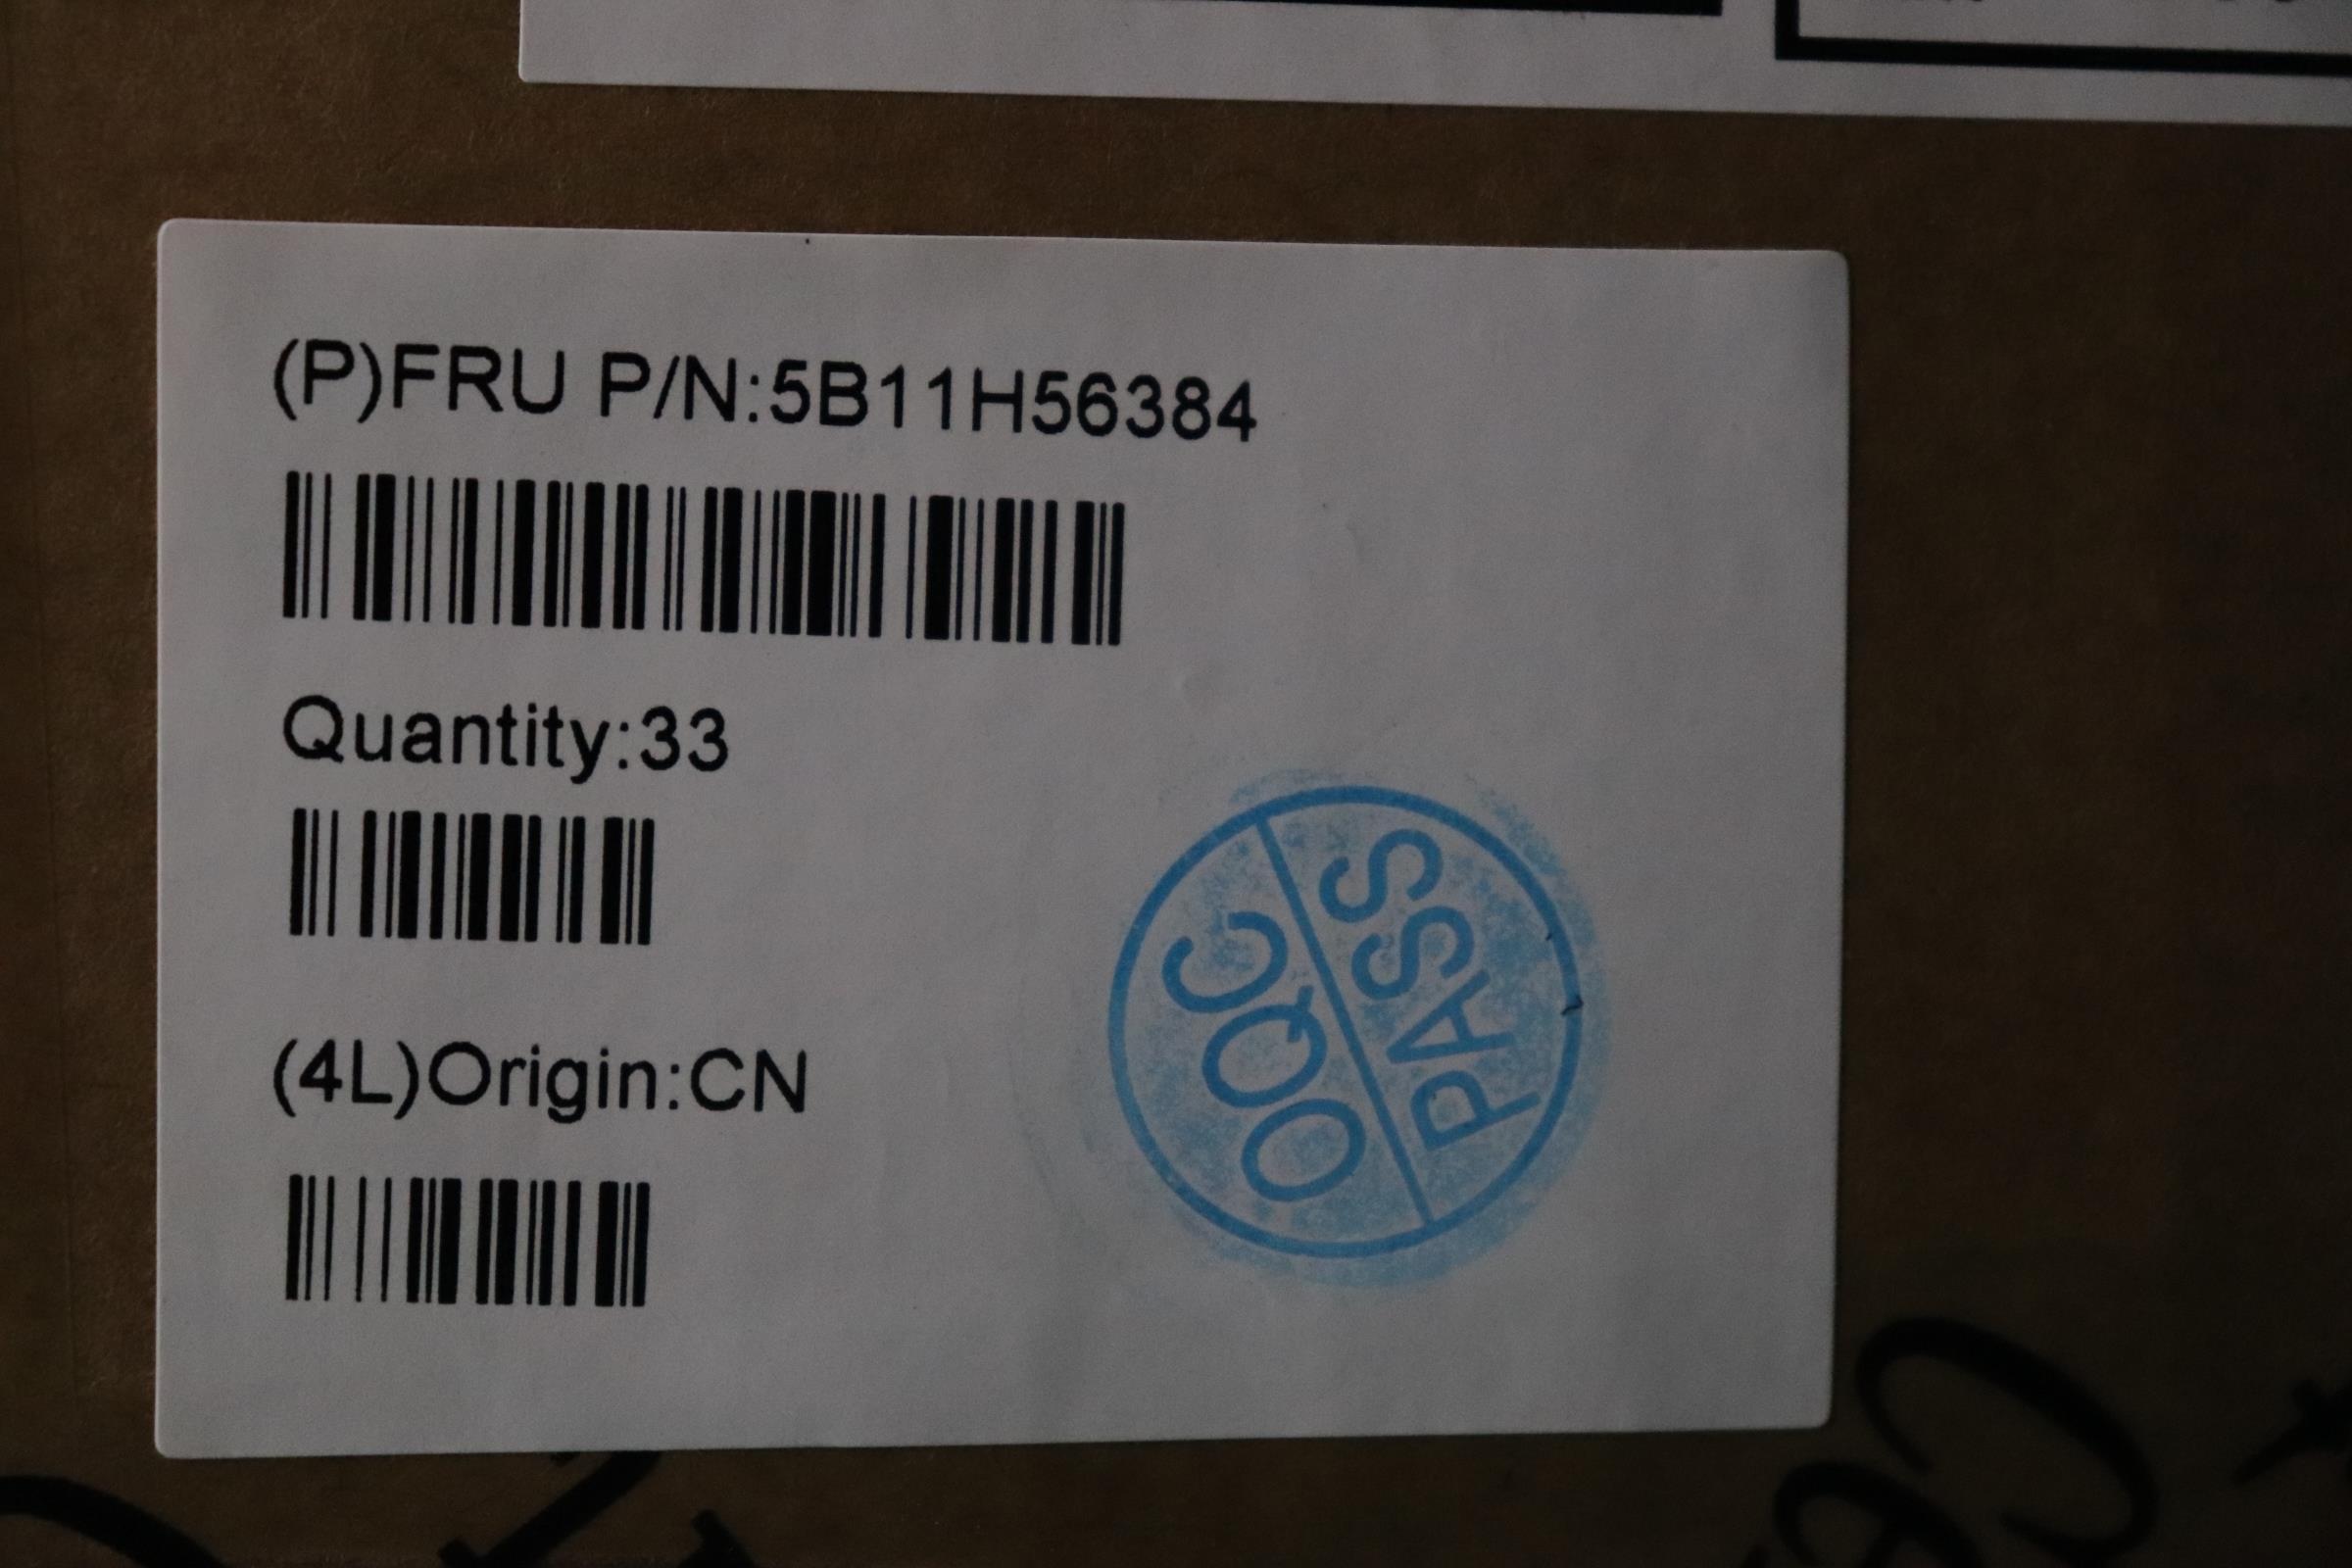 (P)FRU P/N:5B11H56384
Quantity:33
(4L)Origin:CN
OQC
PASS